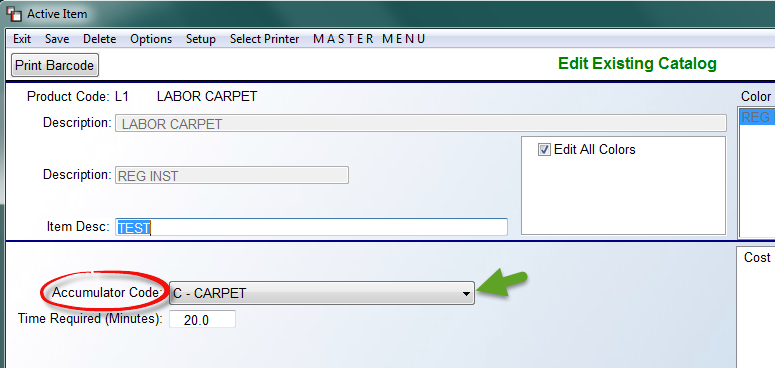 Active Item
Exit Save Delete Options Setup Select Printer M A S T E R M E N U
Print Barcode
Edit Existing Catalog
Product Code: L1 LABOR CARPET
Color
Description: LABOR CARPET
REG
Edit All Colors
Description: REG INST
Item Desc: TEST
Cost
Accumulator Code: C - CARPET
Time Required (Minutes): 20.0